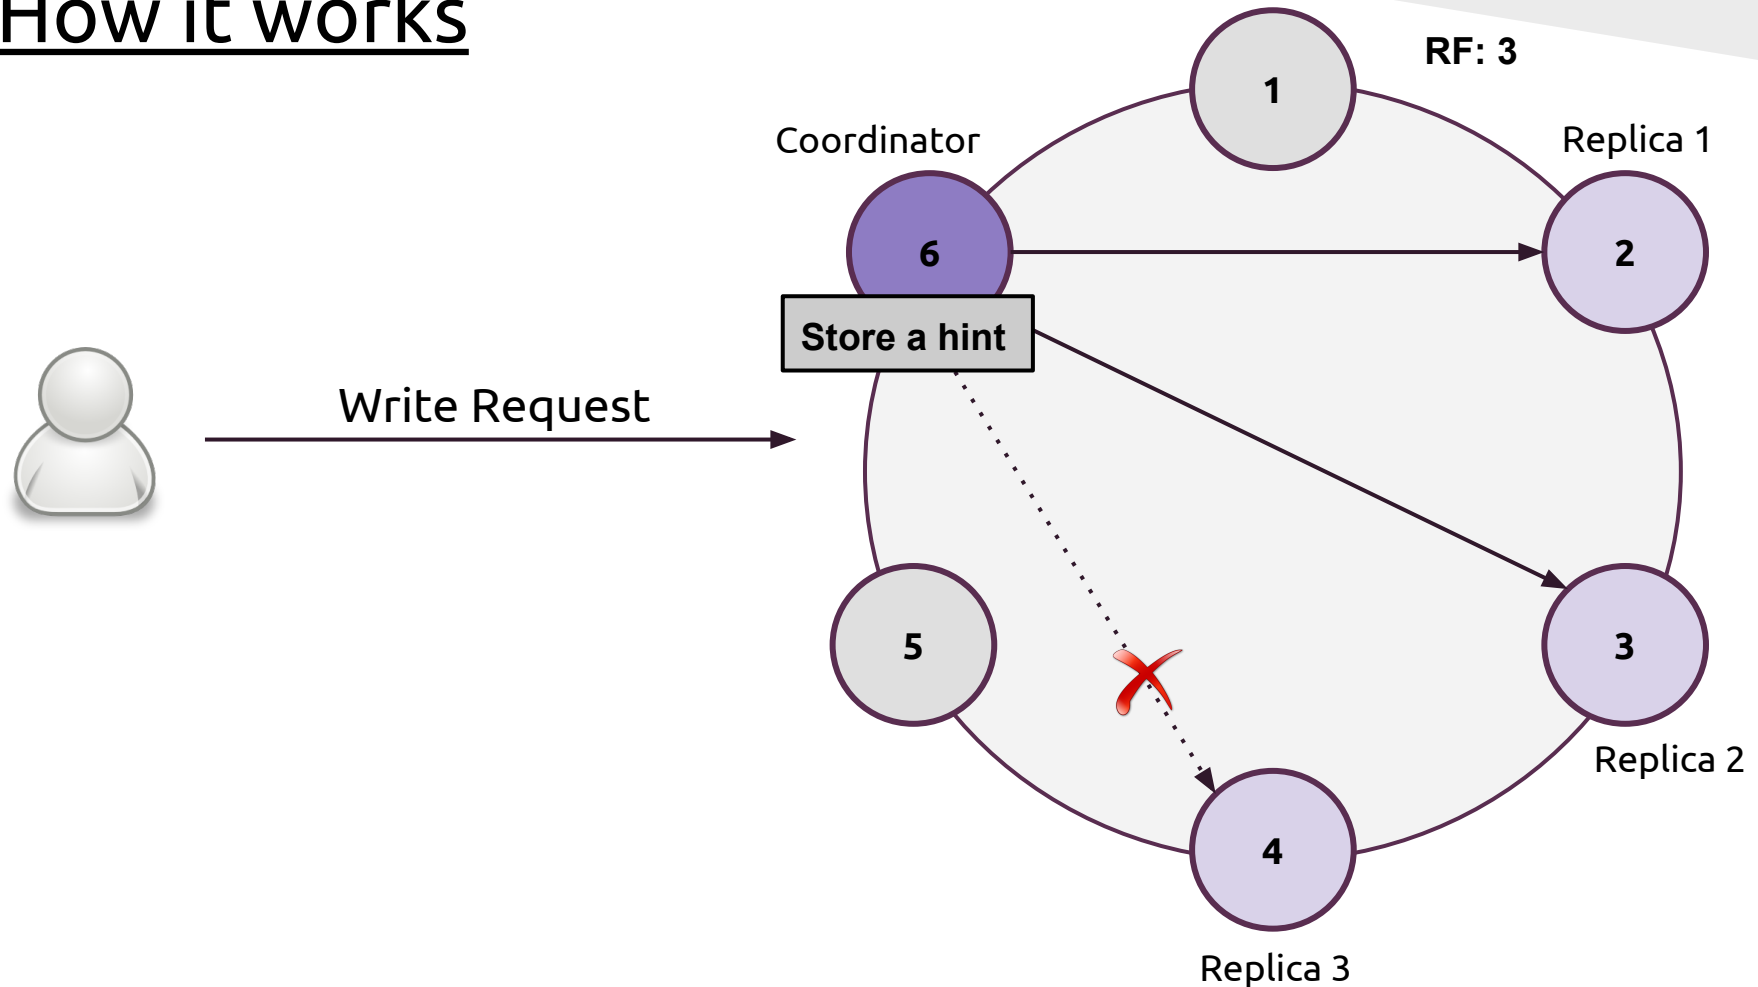 How it works
RF: 3
1
Coordinator
Replica 1
6
2
Store a hint
Write Request
5
3
Replica 2
4
Replica 3